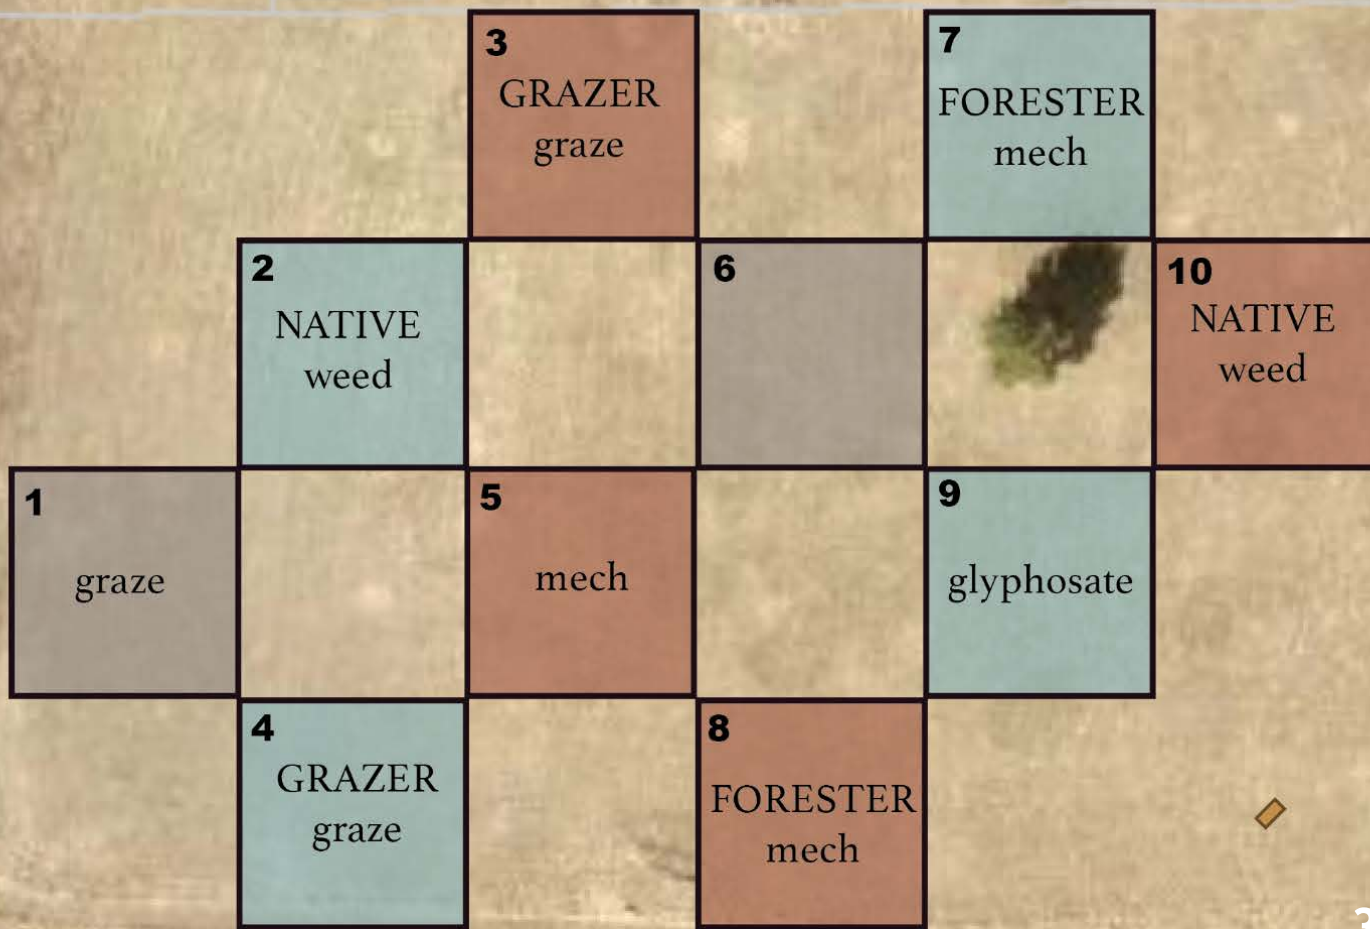 3
GRAZER
graze
7
FORESTER
mech
2
NATIVE
weed
6
10
NATIVE
weed
1
graze
5
mech
9
glyphosate
4
GRAZER
graze
8
FORESTER
mech